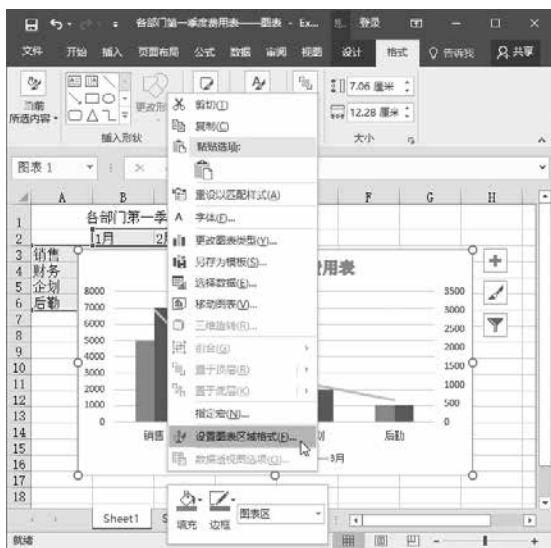 各部门第一季度费用表——图表 - Ex... 登录
文件 开始 插入 页面布局 公式 数据 审阅 视图 设计 格式 告诉我 共享
当前所选内容 更改形 7.06 厘米
12.28 厘米
插入形状 大小
图表 1
A B F G H
1 各部门第一季
2 1月 2
3 销售
4 财务
5 企划
6 后勤
7
8
9
10
11
12
13
14
15
16
17
18
费用表
8000
7000
6000
5000
4000
3000
2000
1000
0
3500
3000
2500
2000
1500
1000
500
0
销售 划 后勤
3月
剪切(T)
复制(C)
粘贴选项:
重设以匹配样式(A)
字体(F)...
更改图表类型(Y)...
另存为模板(S)...
选择数据(E)...
移动图表(V)...
三维旋转(R)...
组合(G)
置于顶层(R)
置于底层(K)
指定宏(N)...
设置图表区域格式(F)...
数据透视图选项(O)...
填充 边框 图表区
Sheet1 S
就绪